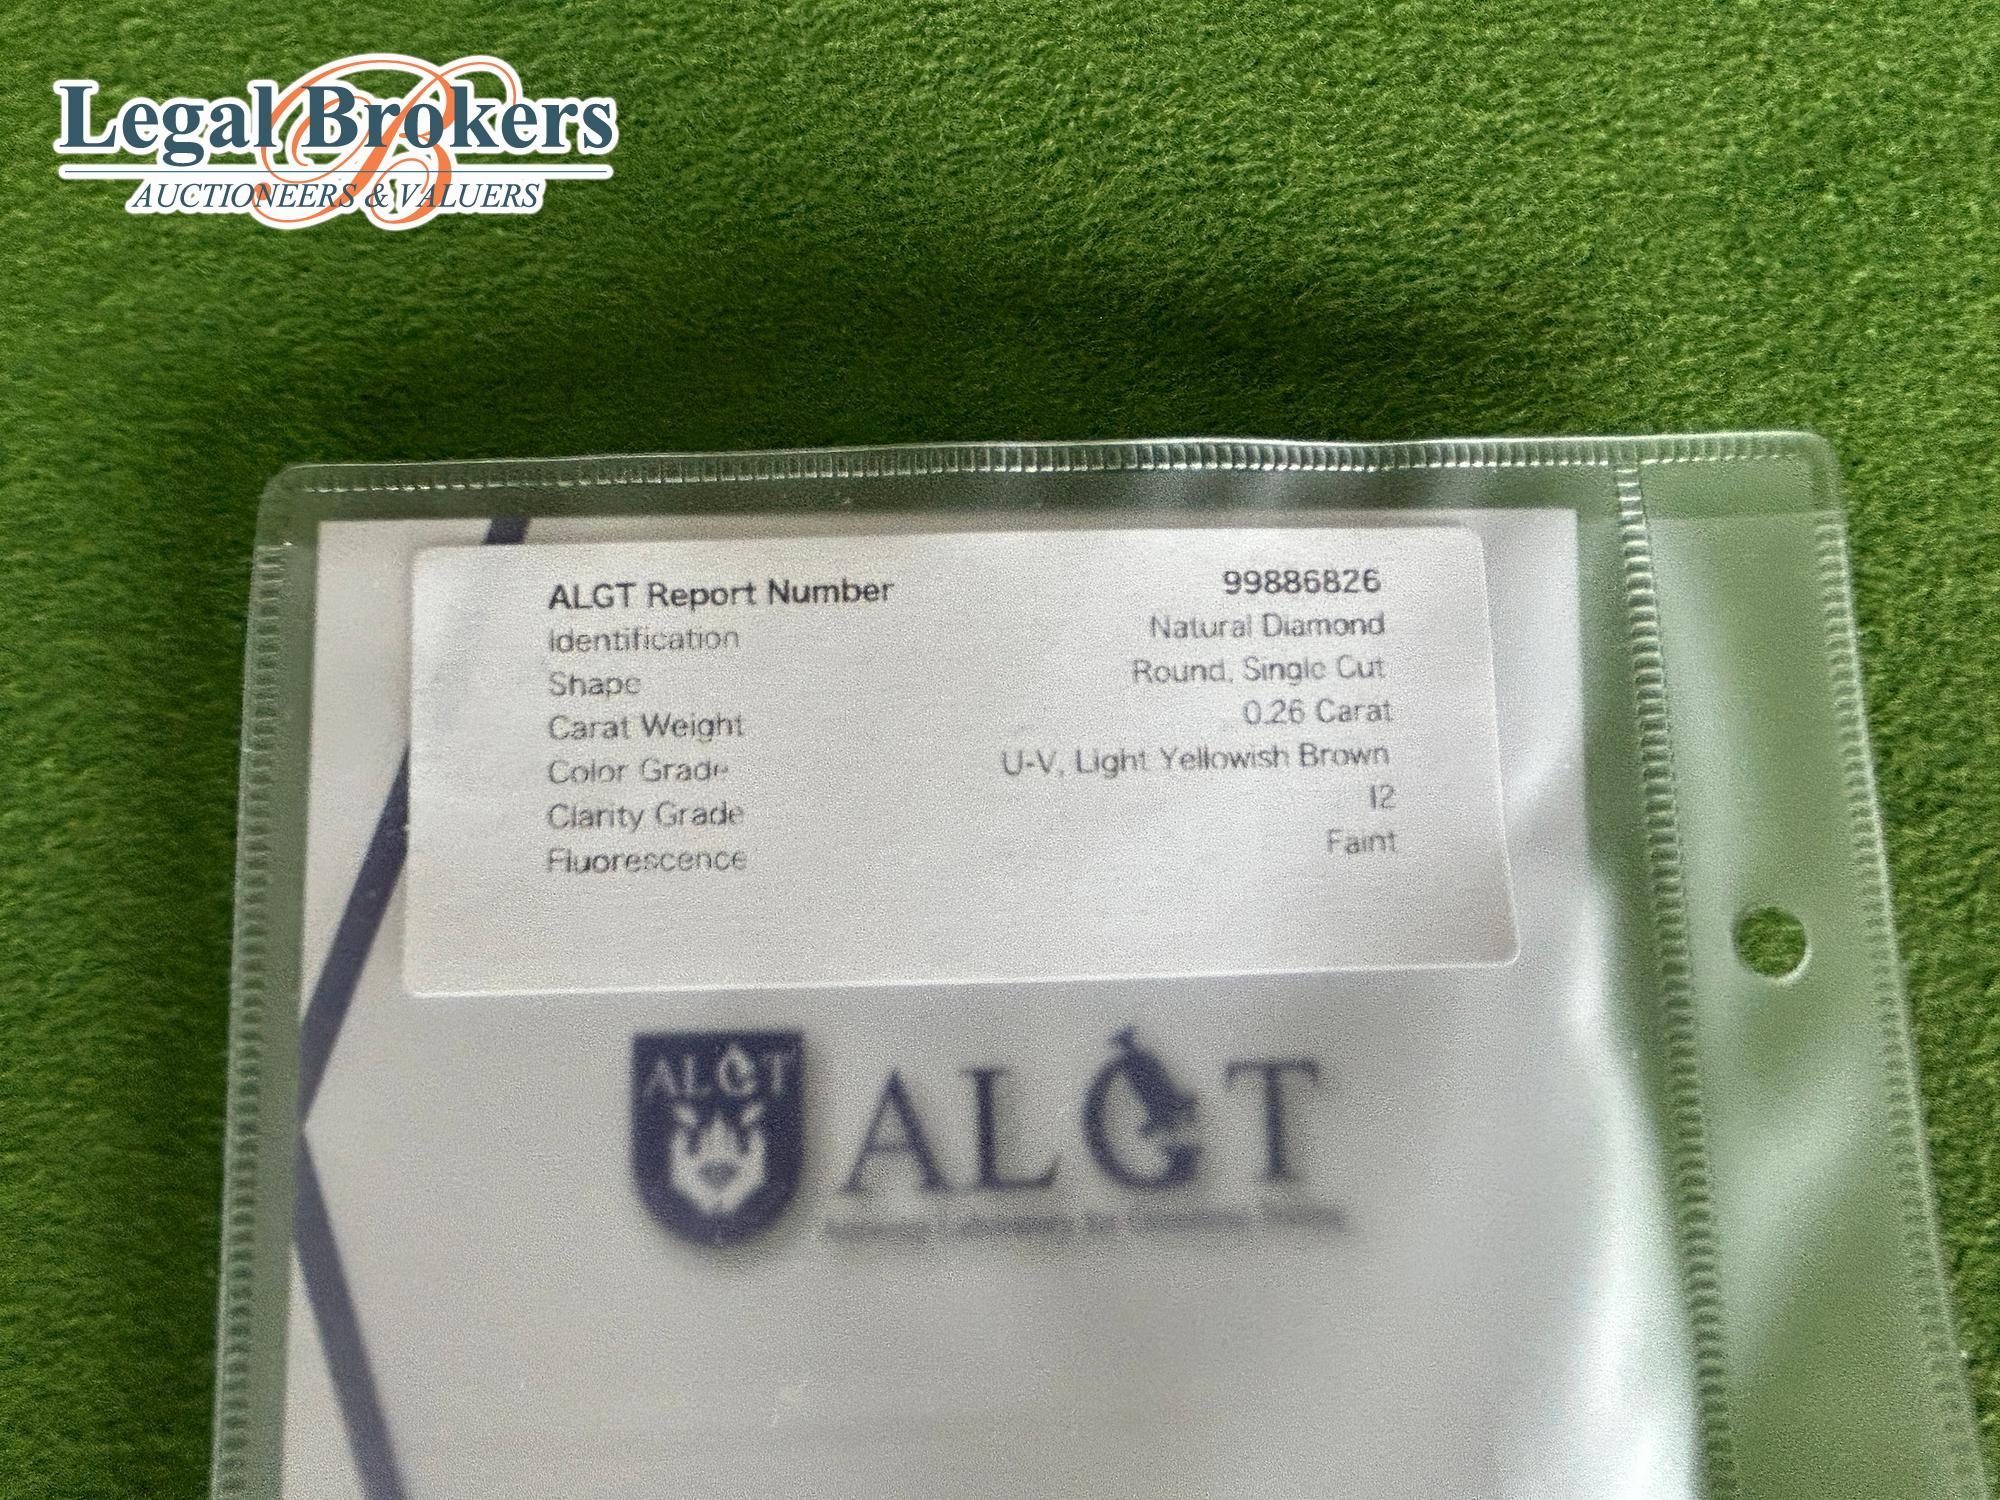 Legal Brokers
AUCTIONEERS & VALUERS
ALGT Report Number 99886826
Identification Natural Diamond
Shape Round, Single Cut
Carat Weight 0.26 Carat
Color Grade U-V, Light Yellowish Brown
Clarity Grade I2
Fluorescence Faint
ALGT
ALGT